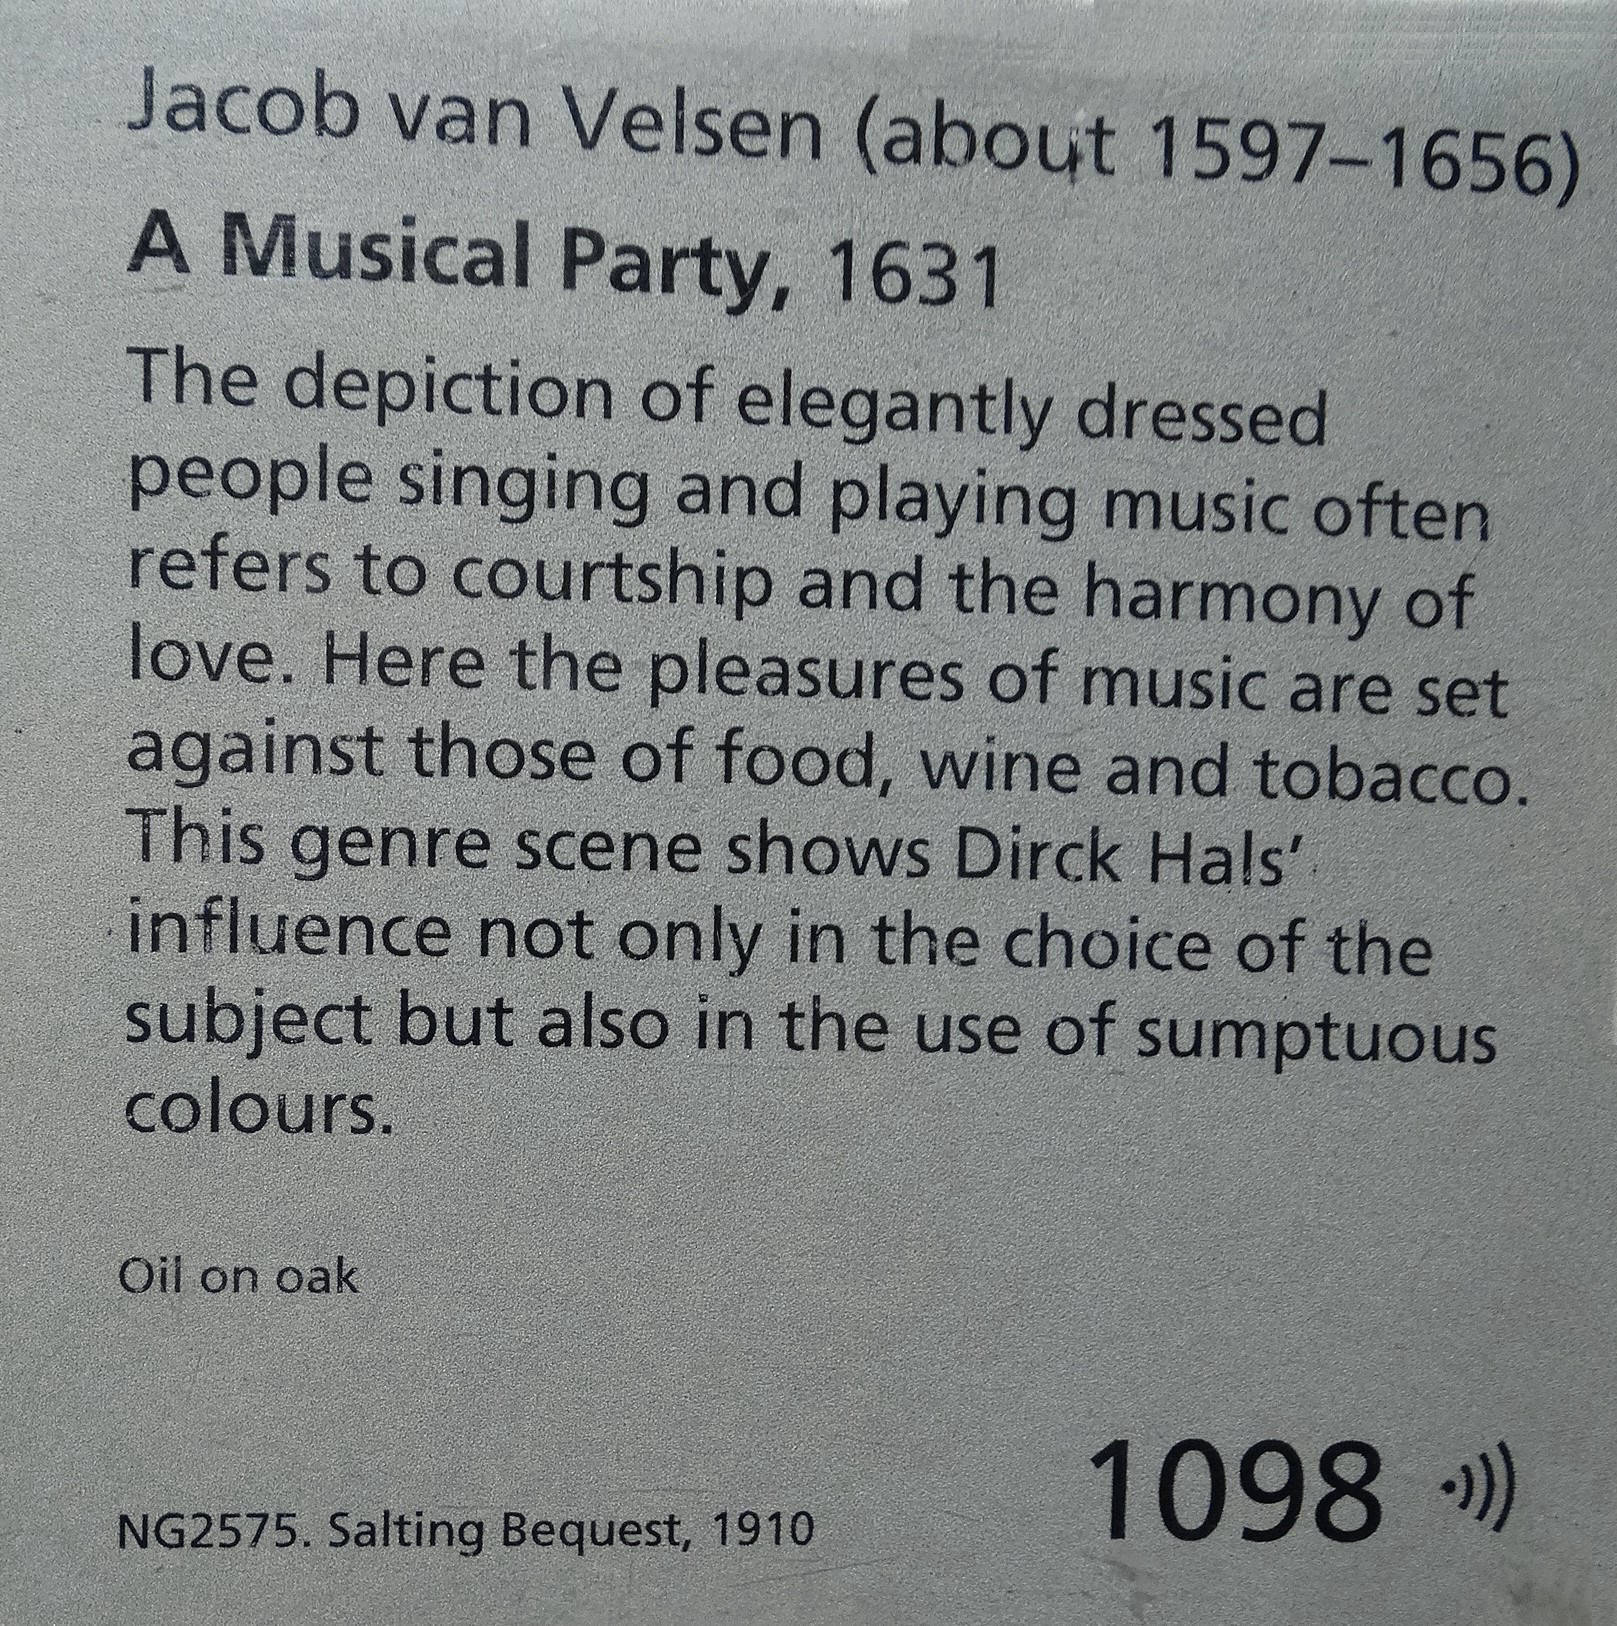 Jacob van Velsen (about 1597–1656)
A Musical Party, 1631
The depiction of elegantly dressed
people singing and playing music often
refers to courtship and the harmony of
love. Here the pleasures of music are set
against those of food, wine and tobacco.
This genre scene shows Dirck Hals’
influence not only in the choice of the
subject but also in the use of sumptuous
colours.
Oil on oak
NG2575. Salting Bequest, 1910
1098